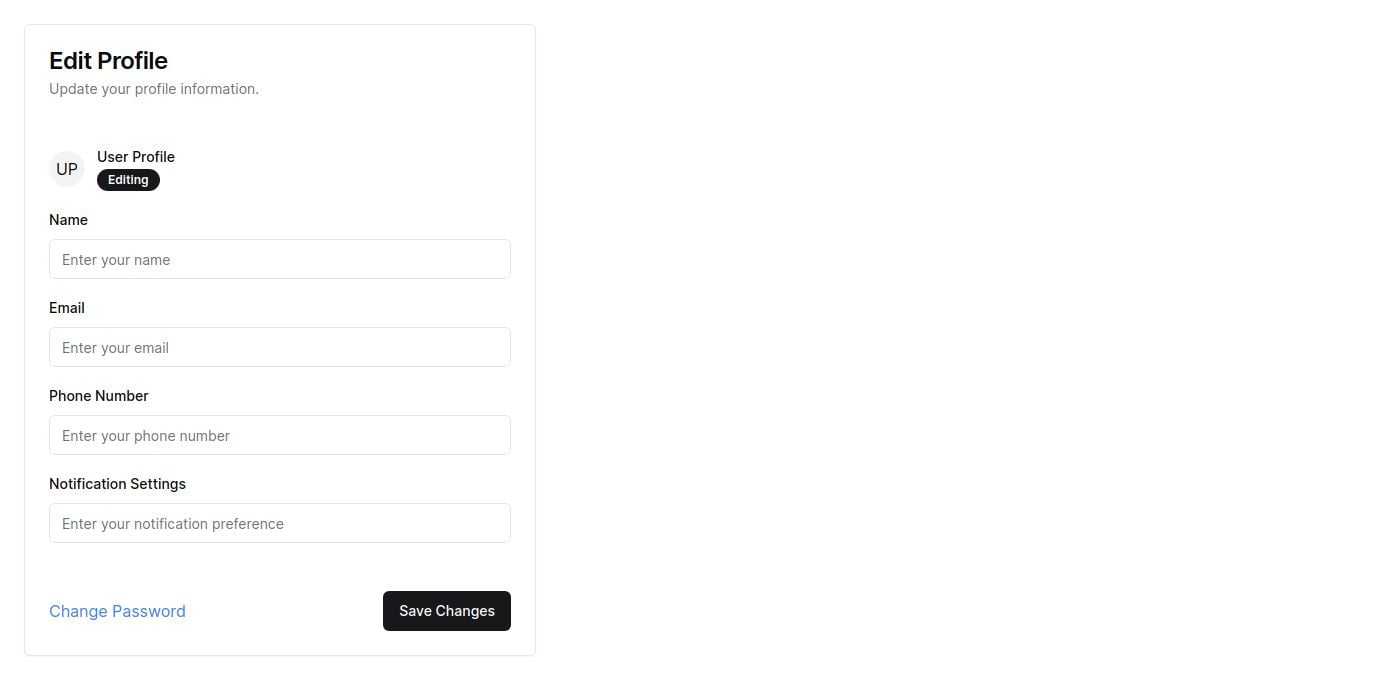 Edit Profile
Update your profile information.
UP
User Profile
Editing
Name
Enter your name
Email
Enter your email
Phone Number
Enter your phone number
Notification Settings
Enter your notification preference
Change Password
Save Changes